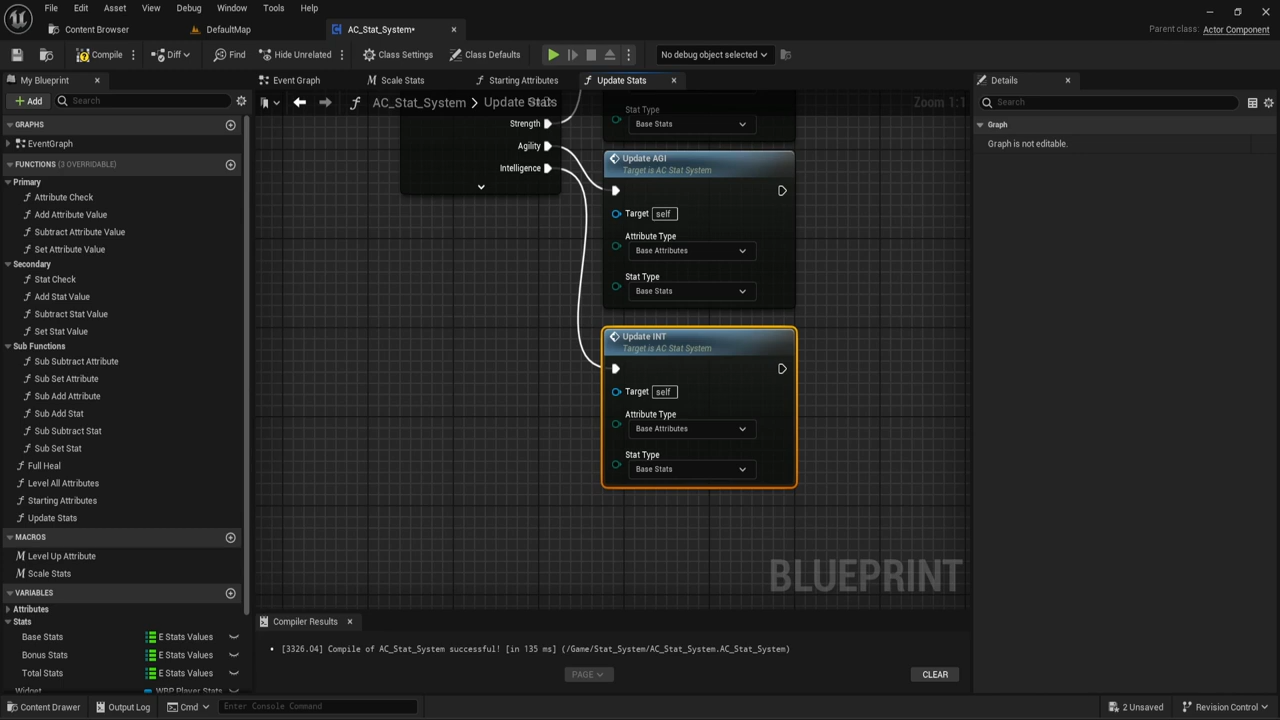 File Edit Asset View Debug Window Tools Help
Content Browser DefaultMap AC_Stat_System* Parent class: Actor Component
Compile Diff Find Hide Unrelated Class Settings Class Defaults No debug object selected
My Blueprint Event Graph Scale Stats Starting Attributes Update Stats Details
Add Search AC_Stat_System Update Stats Zoom 1:1 Search
GRAPHS
Graph
EventGraph
Graph is not editable.
FUNCTIONS (3 OVERRIDABLE)
Primary
Attribute Check
Add Attribute Value
Subtract Attribute Value
Set Attribute Value
Secondary
Stat Check
Add Stat Value
Subtract Stat Value
Set Stat Value
Sub Functions
Sub Subtract Attribute
Sub Set Attribute
Sub Add Attribute
Sub Add Stat
Sub Subtract Stat
Sub Set Stat
Full Heal
Level All Attributes
Starting Attributes
Update Stats
MACROS
Level Up Attribute
Scale Stats
VARIABLES
Attributes
Stats
Base Stats E Stats Values
Bonus Stats E Stats Values
Total Stats E Stats Values
Widget WBP Player Stats
Strength
Agility
Intelligence
Stat Type
Base Stats
Update AGI
Target is AC Stat System
Target self
Attribute Type
Base Attributes
Stat Type
Base Stats
Update INT
Target is AC Stat System
Target self
Attribute Type
Base Attributes
Stat Type
Base Stats
BLUEPRINT
Compiler Results
[3326.04] Compile of AC_Stat_System successful! [in 135 ms] (/Game/Stat_System/AC_Stat_System.AC_Stat_System)
PAGE CLEAR
Content Drawer Output Log Cmd Enter Console Command 2 Unsaved Revision Control